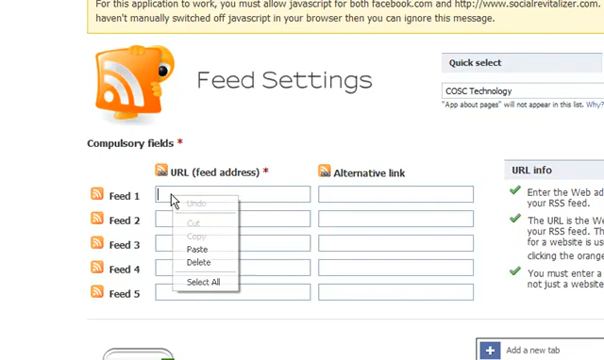 For this application to work, you must allow javascript for both facebook.com and http://www.socialrevitalizer.com.
haven't manually switched off javascript in your browser then you can ignore this message.
Feed Settings
Quick select
COSC Technology
"App about pages" will not appear in this list. Why?
Compulsory fields *
URL (feed address) *
Alternative link
URL info
Feed 1
Feed 2
Feed 3
Feed 4
Feed 5
Undo
Cut
Copy
Paste
Delete
Select All
Enter the Web ad
your RSS feed.
The URL is the We
for a website is us
clicking the orange
You must enter a
not just a website
Add a new tab